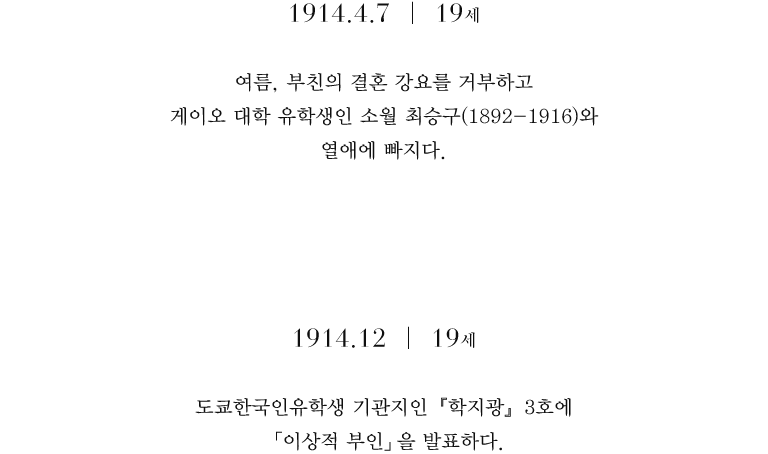 1914.4.7 | 19세
여름, 부친의 결혼 강요를 거부하고
게이오 대학 유학생인 소월 최승구(1892-1916)와
열애에 빠지다.
1914.12 | 19세
도쿄한국인유학생 기관지인 『학지광』 3호에
「이상적 부인」을 발표하다.